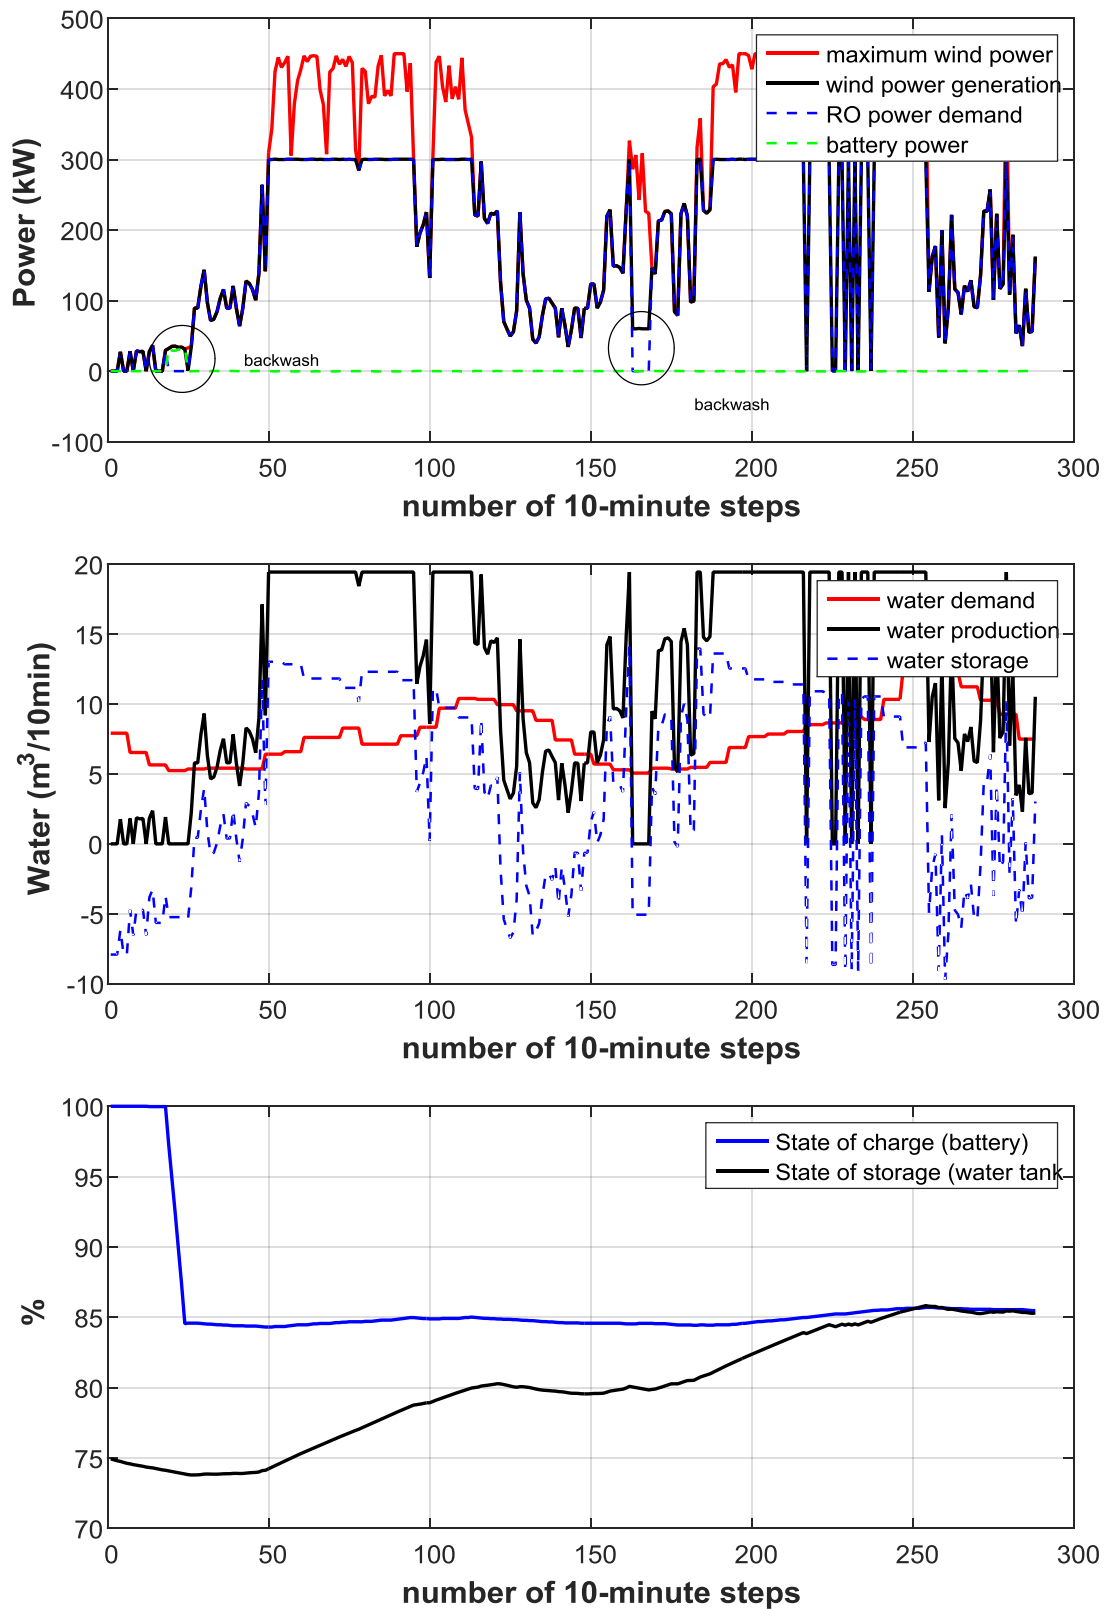 500
400
300
200
100
0
-100
Power (kW)
maximum wind power
wind power generation
RO power demand
battery power
backwash
backwash
0
50
100
150
200
250
300
number of 10-minute steps
20
15
10
5
0
-5
-10
Water (m³/10min)
water demand
water production
water storage
0
50
100
150
200
250
300
number of 10-minute steps
100
95
90
85
80
75
70
%
State of charge (battery)
State of storage (water tank
0
50
100
150
200
250
300
number of 10-minute steps